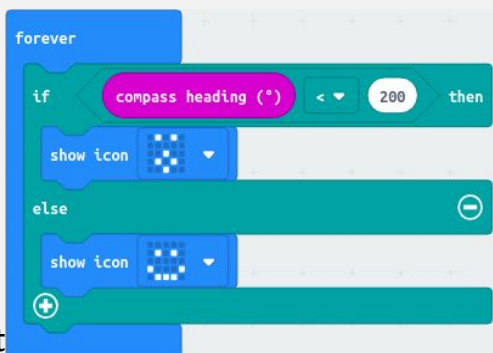 forever
if compass heading (°) < 200 then
show icon
else
show icon
t